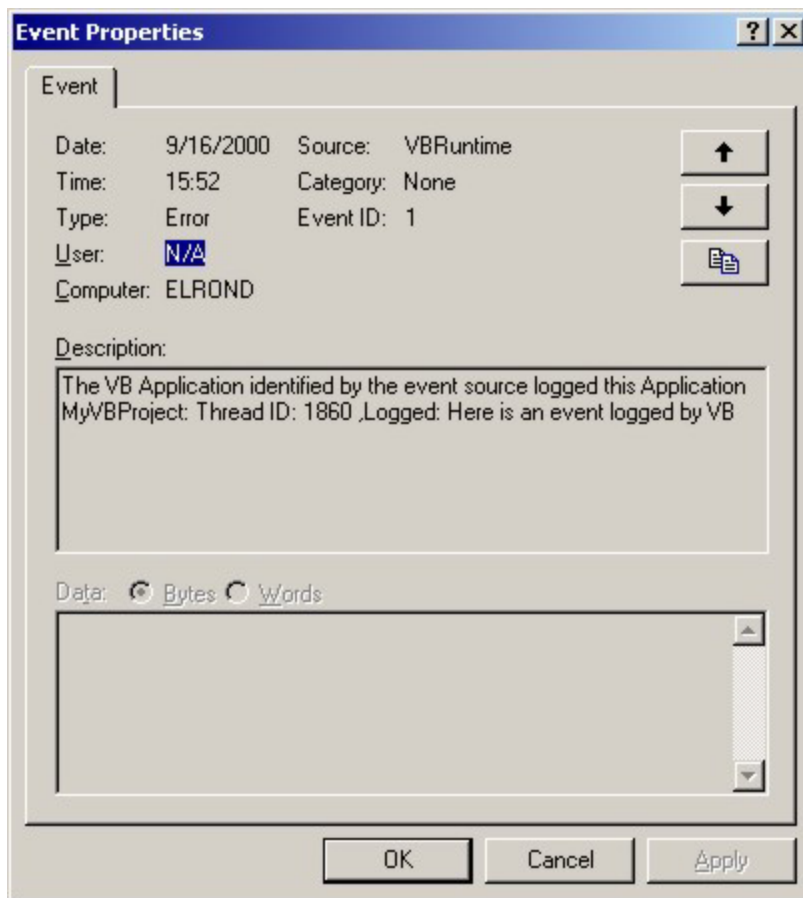 Event Properties
Event
Date: 9/16/2000 Source: VBRuntime
Time: 15:52 Category: None
Type: Error Event ID: 1
User: N/A
Computer: ELROND
Description:
The VB Application identified by the event source logged this Application
MyVBProject: Thread ID: 1860 ,Logged: Here is an event logged by VB
Data: Bytes Words
OK Cancel Apply